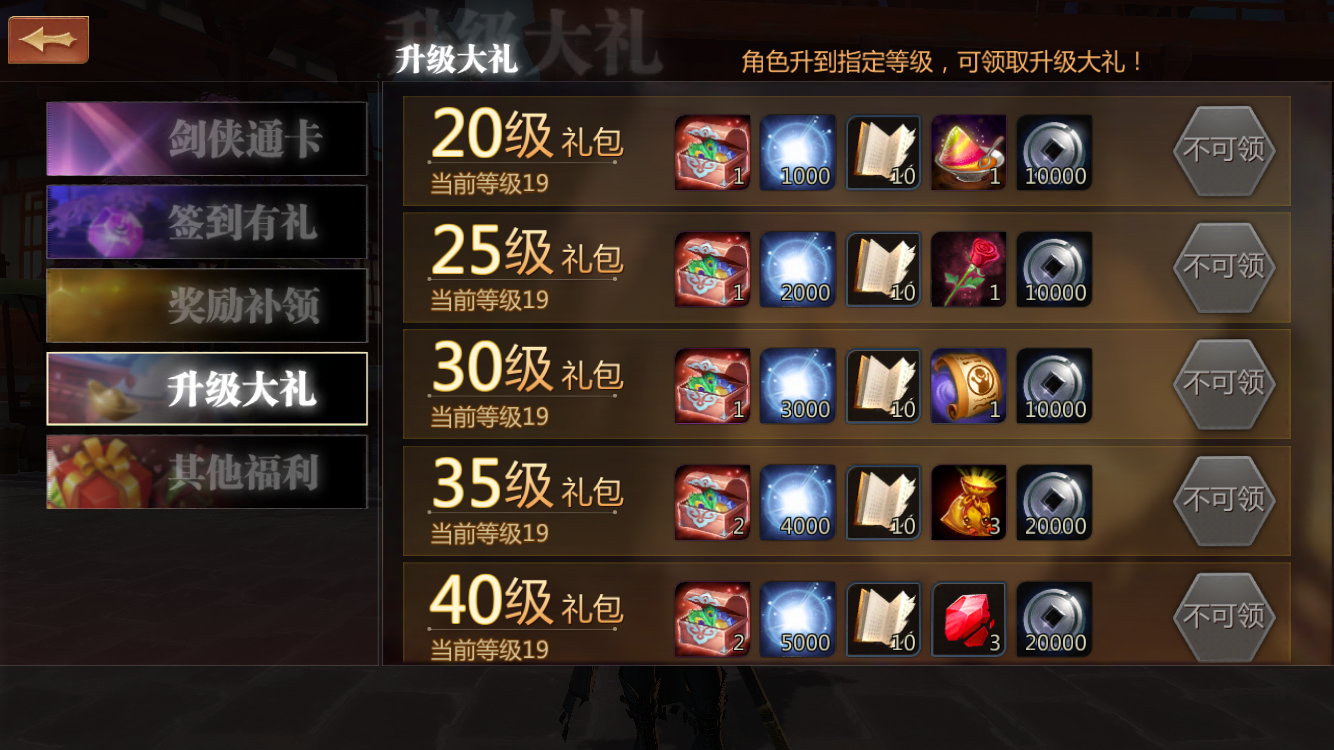 升级大礼
升级大礼
角色升到指定等级，可领取升级大礼！
剑侠通卡
签到有礼
奖励补领
升级大礼
其他福利
20级 礼包
当前等级19
1 1000 10 1 10000
不可领
25级 礼包
当前等级19
1 2000 10 1 10000
不可领
30级 礼包
当前等级19
1 3000 10 1 10000
不可领
35级 礼包
当前等级19
2 4000 10 3 20000
不可领
40级 礼包
当前等级19
2 5000 10 3 20000
不可领